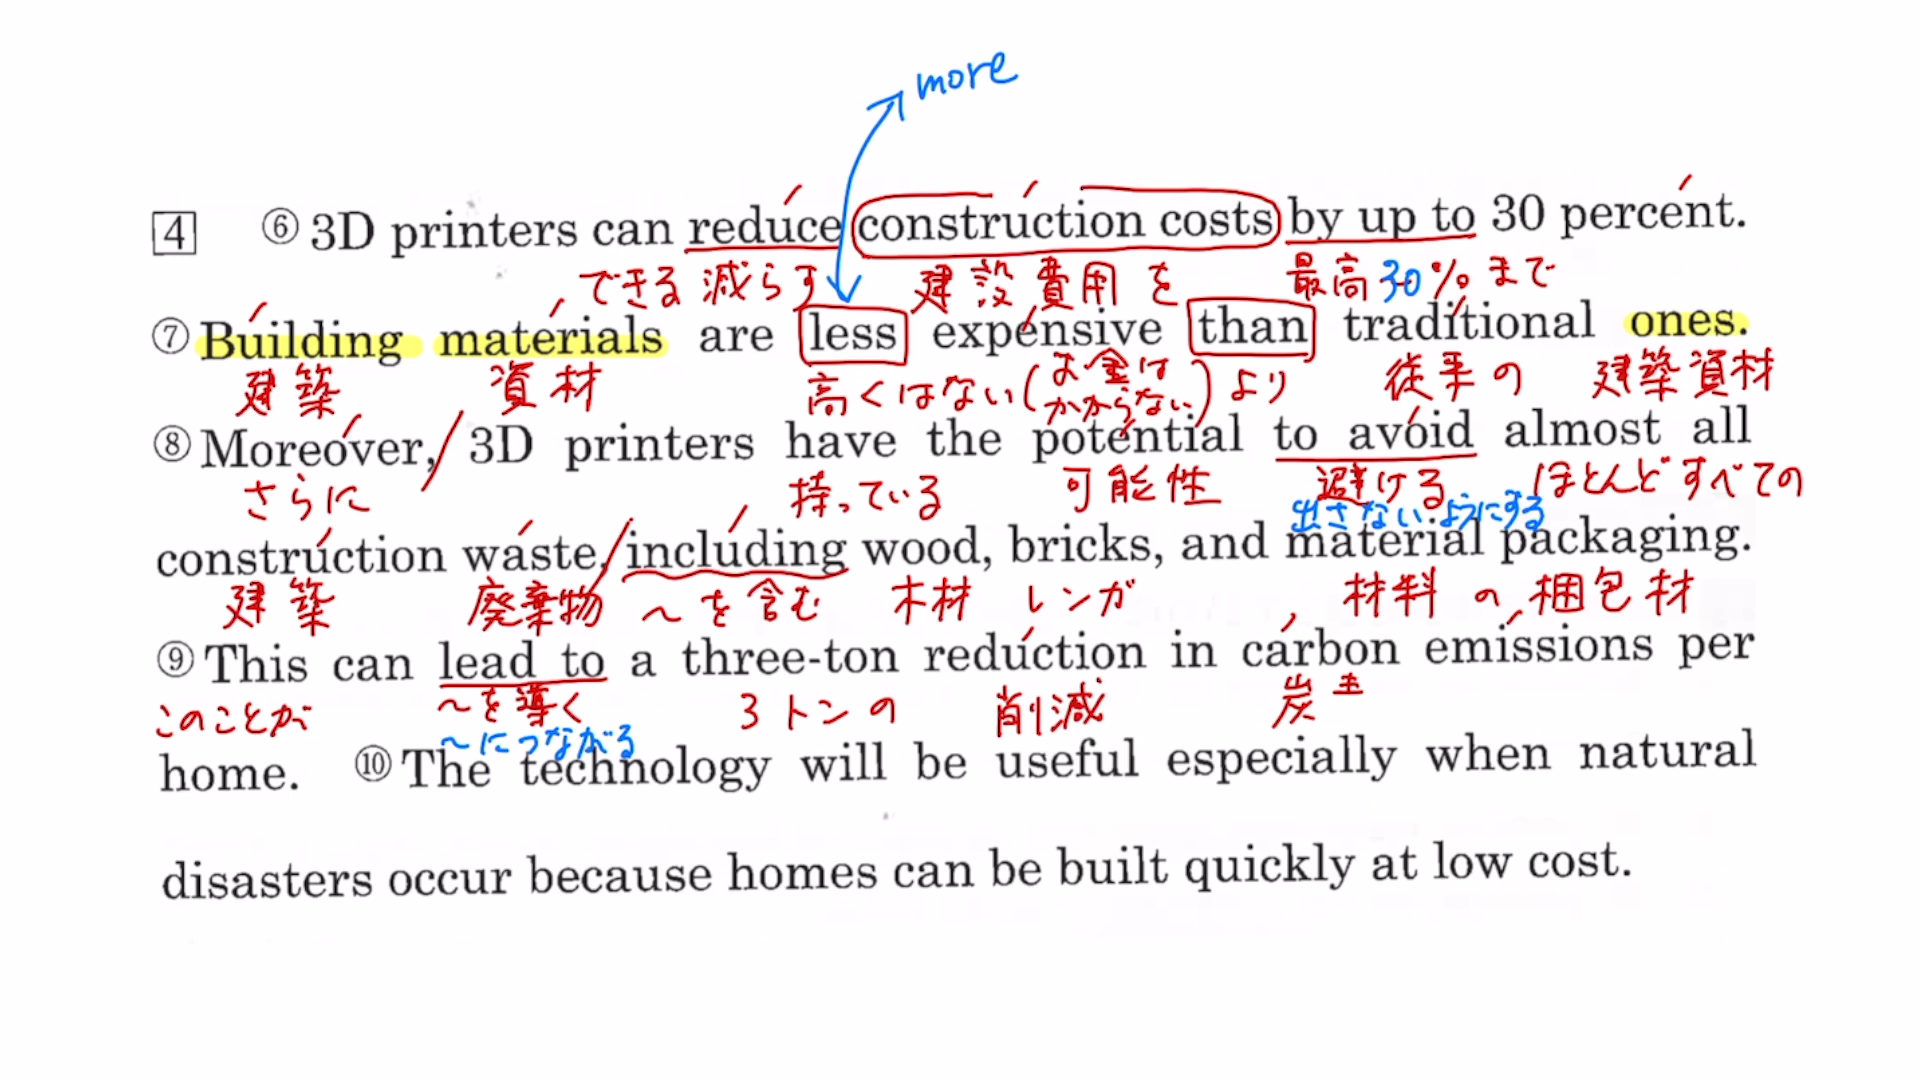 more
4 ⑥ 3D printers can reduce construction costs by up to 30 percent.
できる 減らす 建設費用を 最高30%まで
⑦ Building materials are less expensive than traditional ones.
建築 資材 高くはない(お金はかからない)より 従来の 建築資材
⑧ Moreover, 3D printers have the potential to avoid almost all
さらに 持っている 可能性 避ける ほとんどすべての
出さないようにする
construction waste, including wood, bricks, and material packaging.
建築 廃棄物 〜を含む 木材 レンガ , 材料の梱包材
⑨ This can lead to a three-ton reduction in carbon emissions per
このことが 〜を導く 3トンの 削減 炭
〜につながる
home. ⑩ The technology will be useful especially when natural
disasters occur because homes can be built quickly at low cost.